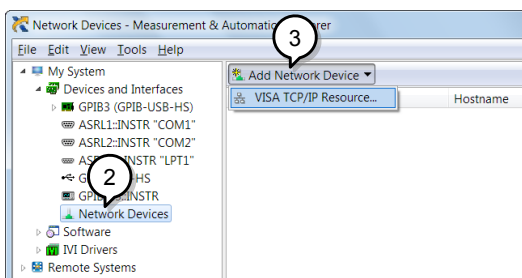 Network Devices - Measurement & Automation
rer
3
File Edit View Tools Help
My System
Devices and Interfaces
GPIB3 (GPIB-USB-HS)
ASRL1::INSTR "COM1"
ASRL2::INSTR "COM2"
INSTR "LPT1"
HS
INSTR
2
Network Devices
Software
IVI Drivers
Remote Systems
Add Network Device
VISA TCP/IP Resource...
Hostname